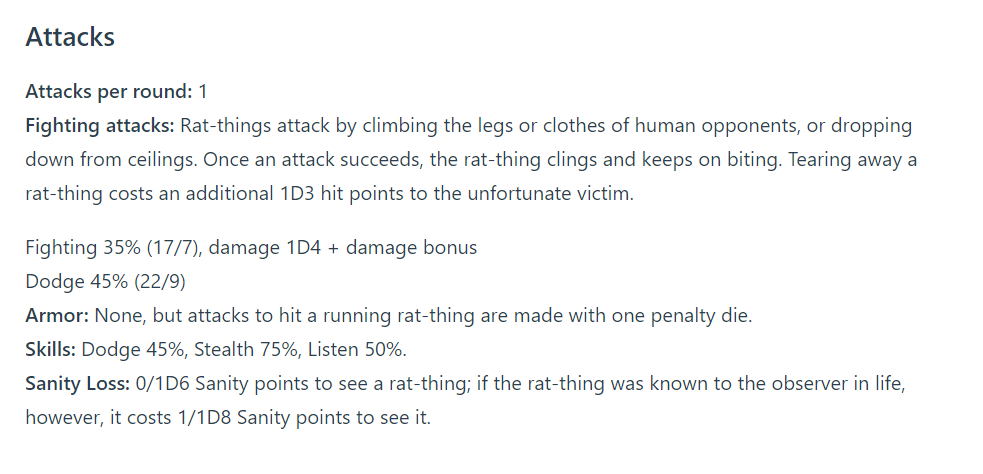 Attacks
Attacks per round: 1
Fighting attacks: Rat-things attack by climbing the legs or clothes of human opponents, or dropping
down from ceilings. Once an attack succeeds, the rat-thing clings and keeps on biting. Tearing away a
rat-thing costs an additional 1D3 hit points to the unfortunate victim.
Fighting 35% (17/7), damage 1D4 + damage bonus
Dodge 45% (22/9)
Armor: None, but attacks to hit a running rat-thing are made with one penalty die.
Skills: Dodge 45%, Stealth 75%, Listen 50%.
Sanity Loss: 0/1D6 Sanity points to see a rat-thing; if the rat-thing was known to the observer in life,
however, it costs 1/1D8 Sanity points to see it.